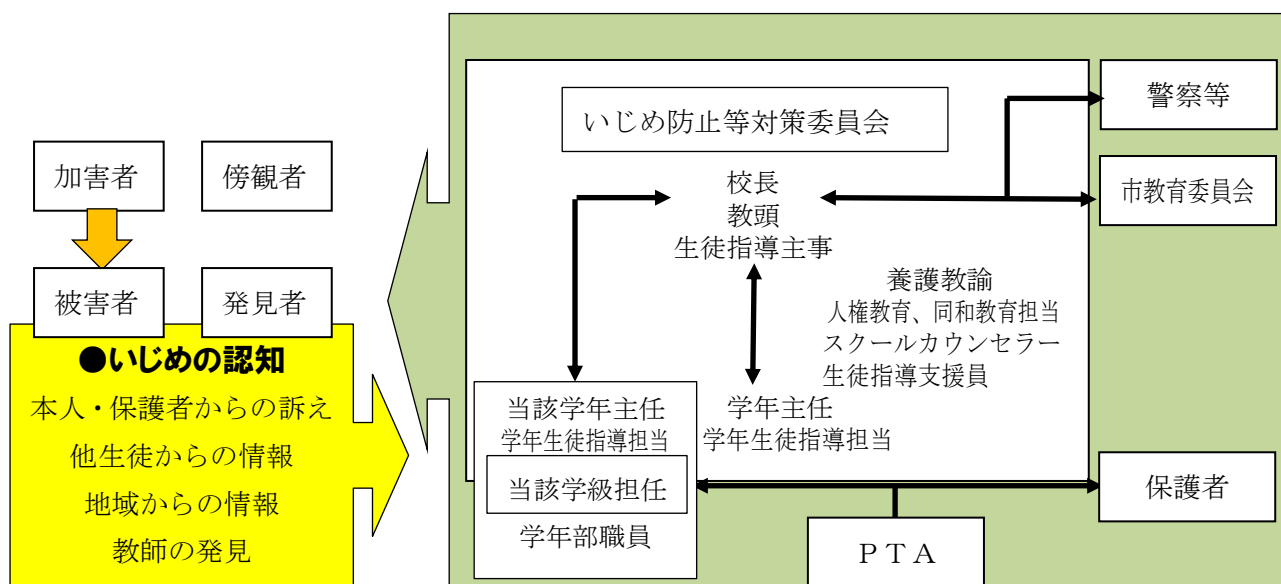 加害者
傍観者
被害者
発見者
●いじめの認知
本人・保護者からの訴え
他生徒からの情報
地域からの情報
教師の発見
いじめ防止等対策委員会
校長
教頭
生徒指導主事
養護教諭
人権教育、同和教育担当
スクールカウンセラー
生徒指導支援員
当該学年主任
学年生徒指導担当
当該学級担任
学年部職員
学年主任
学年生徒指導担当
警察等
市教育委員会
保護者
ＰＴＡ